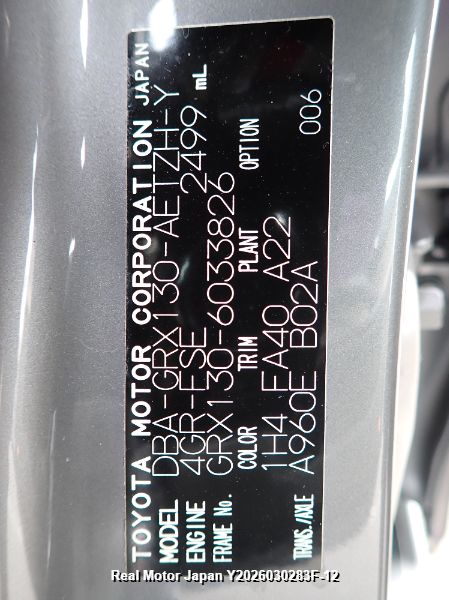 TOYOTA MOTOR CORPORATION JAPAN
MODEL DBA-GRX130-AETZH-Y
ENGINE 4GR-FSE 2499 mL
FRAME No. GRX130-6033826
COLOR TRIM PLANT OPTION
1H4 FA40 A22 006
TRANS./AXLE A960E B02A
Real Motor Japan Y2026030283F-12